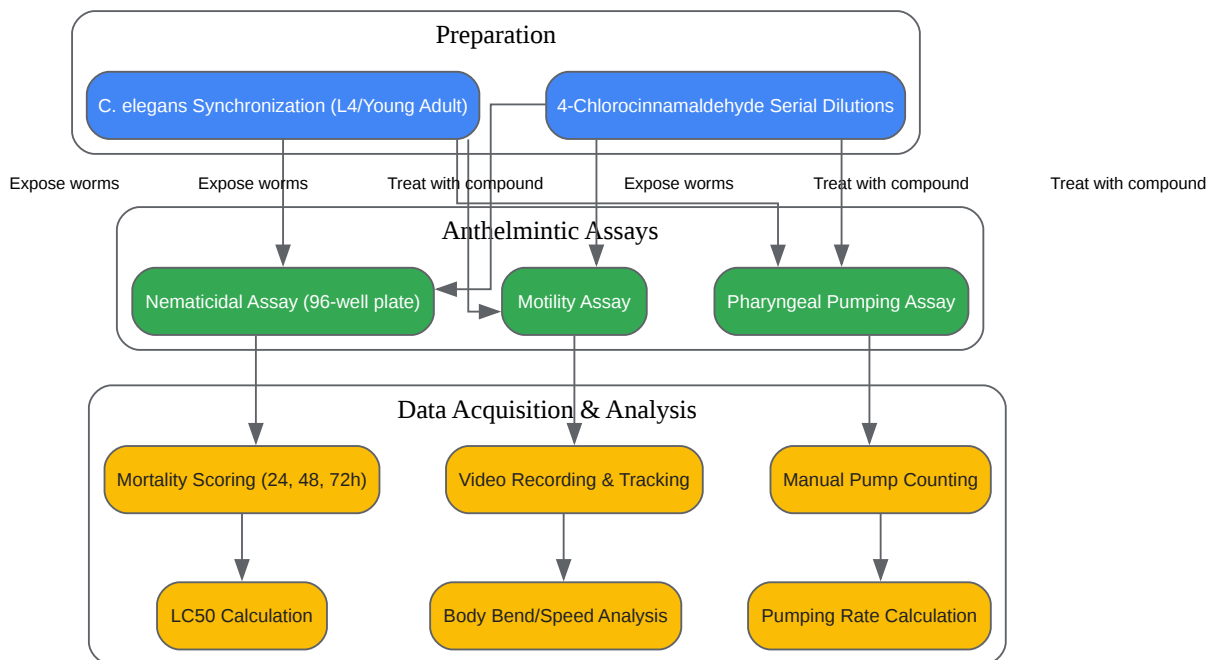 Preparation
C. elegans Synchronization (L4/Young Adult)
4-Chlorocinnamaldehyde Serial Dilutions
Expose worms
Expose worms
Treat with compound
Expose worms
Treat with compound
Treat with compound
Anthelmintic Assays
Nematicidal Assay (96-well plate)
Motility Assay
Pharyngeal Pumping Assay
Data Acquisition & Analysis
Mortality Scoring (24, 48, 72h)
Video Recording & Tracking
Manual Pump Counting
LC50 Calculation
Body Bend/Speed Analysis
Pumping Rate Calculation